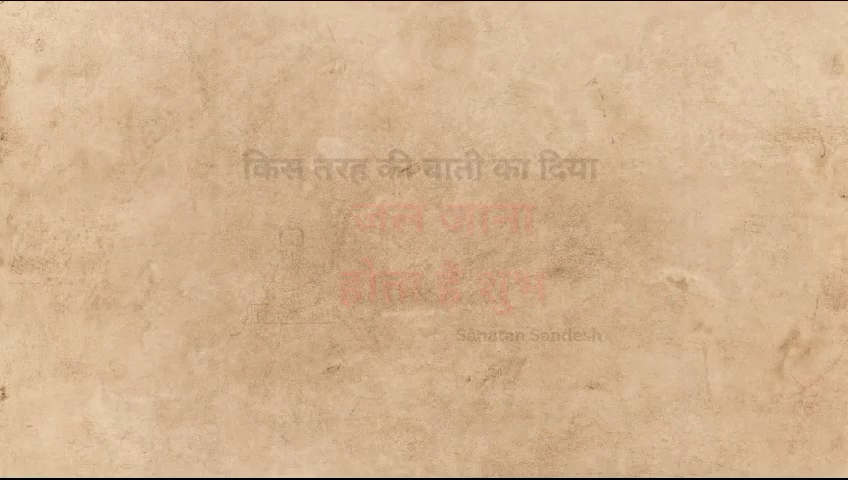 किस तरह की बाती का दिया
जल जाना
होता है शुभ
Sanatan Sandesh